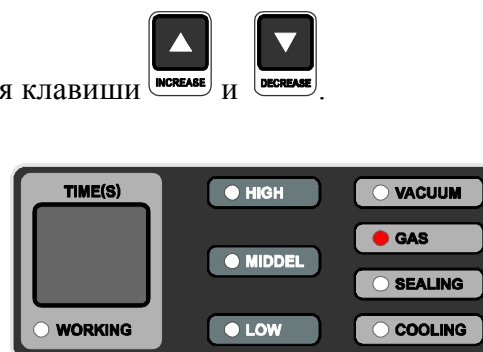 я клавиши INCREASE и DECREASE.
TIME(S) HIGH VACUUM
GAS
MIDDEL
SEALING
WORKING LOW COOLING